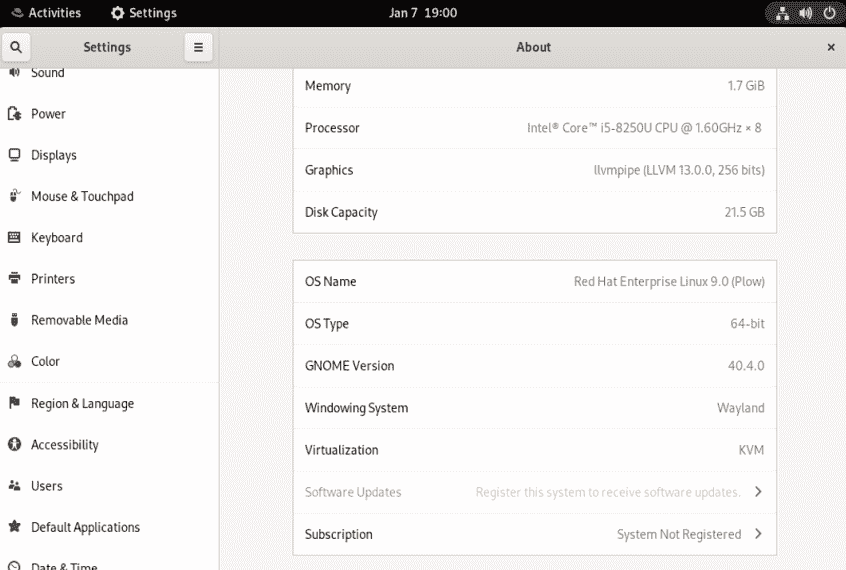 Activities Settings Jan 7 19:00
Settings About
Sound
Power
Displays
Mouse & Touchpad
Keyboard
Printers
Removable Media
Color
Region & Language
Accessibility
Users
Default Applications
Date & Time
Memory 1.7 GiB
Processor Intel® Core™ i5-8250U CPU @ 1.60GHz × 8
Graphics llvmpipe (LLVM 13.0.0, 256 bits)
Disk Capacity 21.5 GB
OS Name Red Hat Enterprise Linux 9.0 (Plow)
OS Type 64-bit
GNOME Version 40.4.0
Windowing System Wayland
Virtualization KVM
Software Updates Register this system to receive software updates.
Subscription System Not Registered